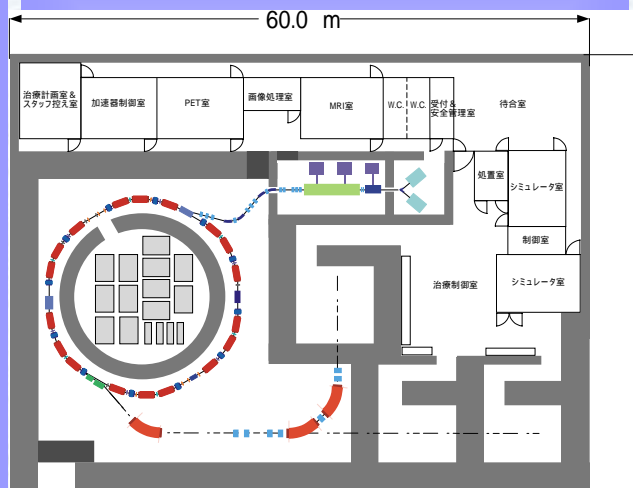 60.0 m
治療計画室＆
スタッフ控え室
加速器制御室
PET室
画像処理室
MRI室
W.C.
W.C.
受付＆
安全管理室
待合室
処置室
シミュレータ室
制御室
治療制御室
シミュレータ室